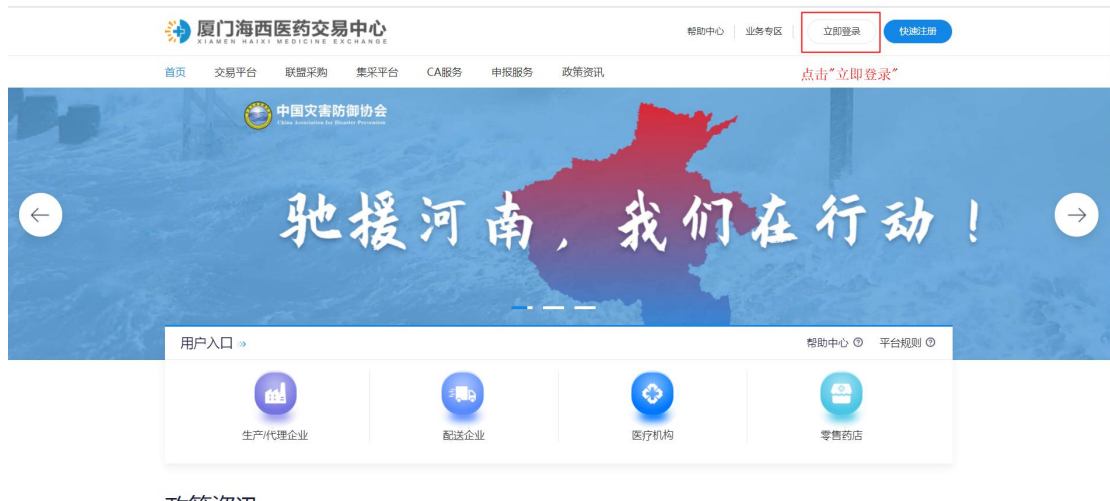 厦门海西医药交易中心
XIAMEN HAIXI MEDICINE EXCHANGE
帮助中心 业务专区 立即登录 快速注册
首页 交易平台 联盟采购 集采平台 CA服务 申报服务 政策资讯
点击"立即登录"
中国灾害防御协会
China Association for Disaster Prevention
驰援河南，我们在行动！
用户入口 »
帮助中心 平台规则
生产/代理企业 配送企业 医疗机构 零售药店
政策资讯